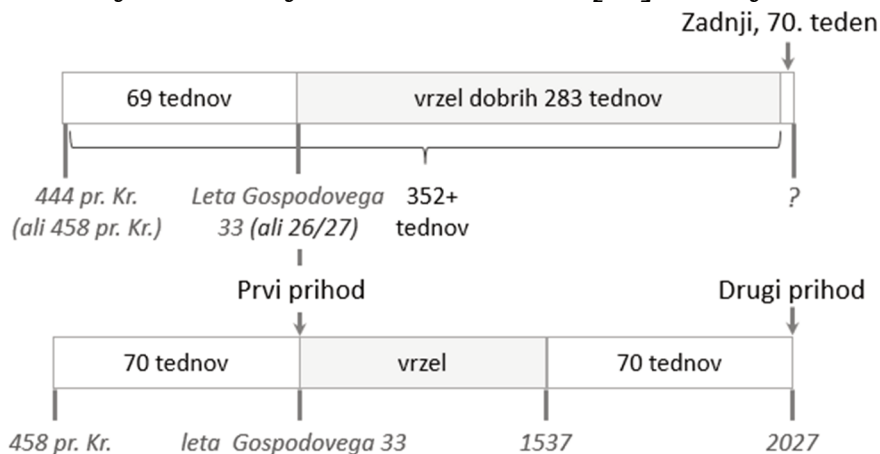 Zadnji, 70. teden
69 tednov
vrzel dobrih 283 tednov
444 pr. Kr.
(ali 458 pr. Kr.)
Leta Gospodovega
33 (ali 26/27)
352+
tednov
?
Prvi prihod
Drugi prihod
70 tednov
vrzel
70 tednov
458 pr. Kr.
leta Gospodovega 33
1537
2027